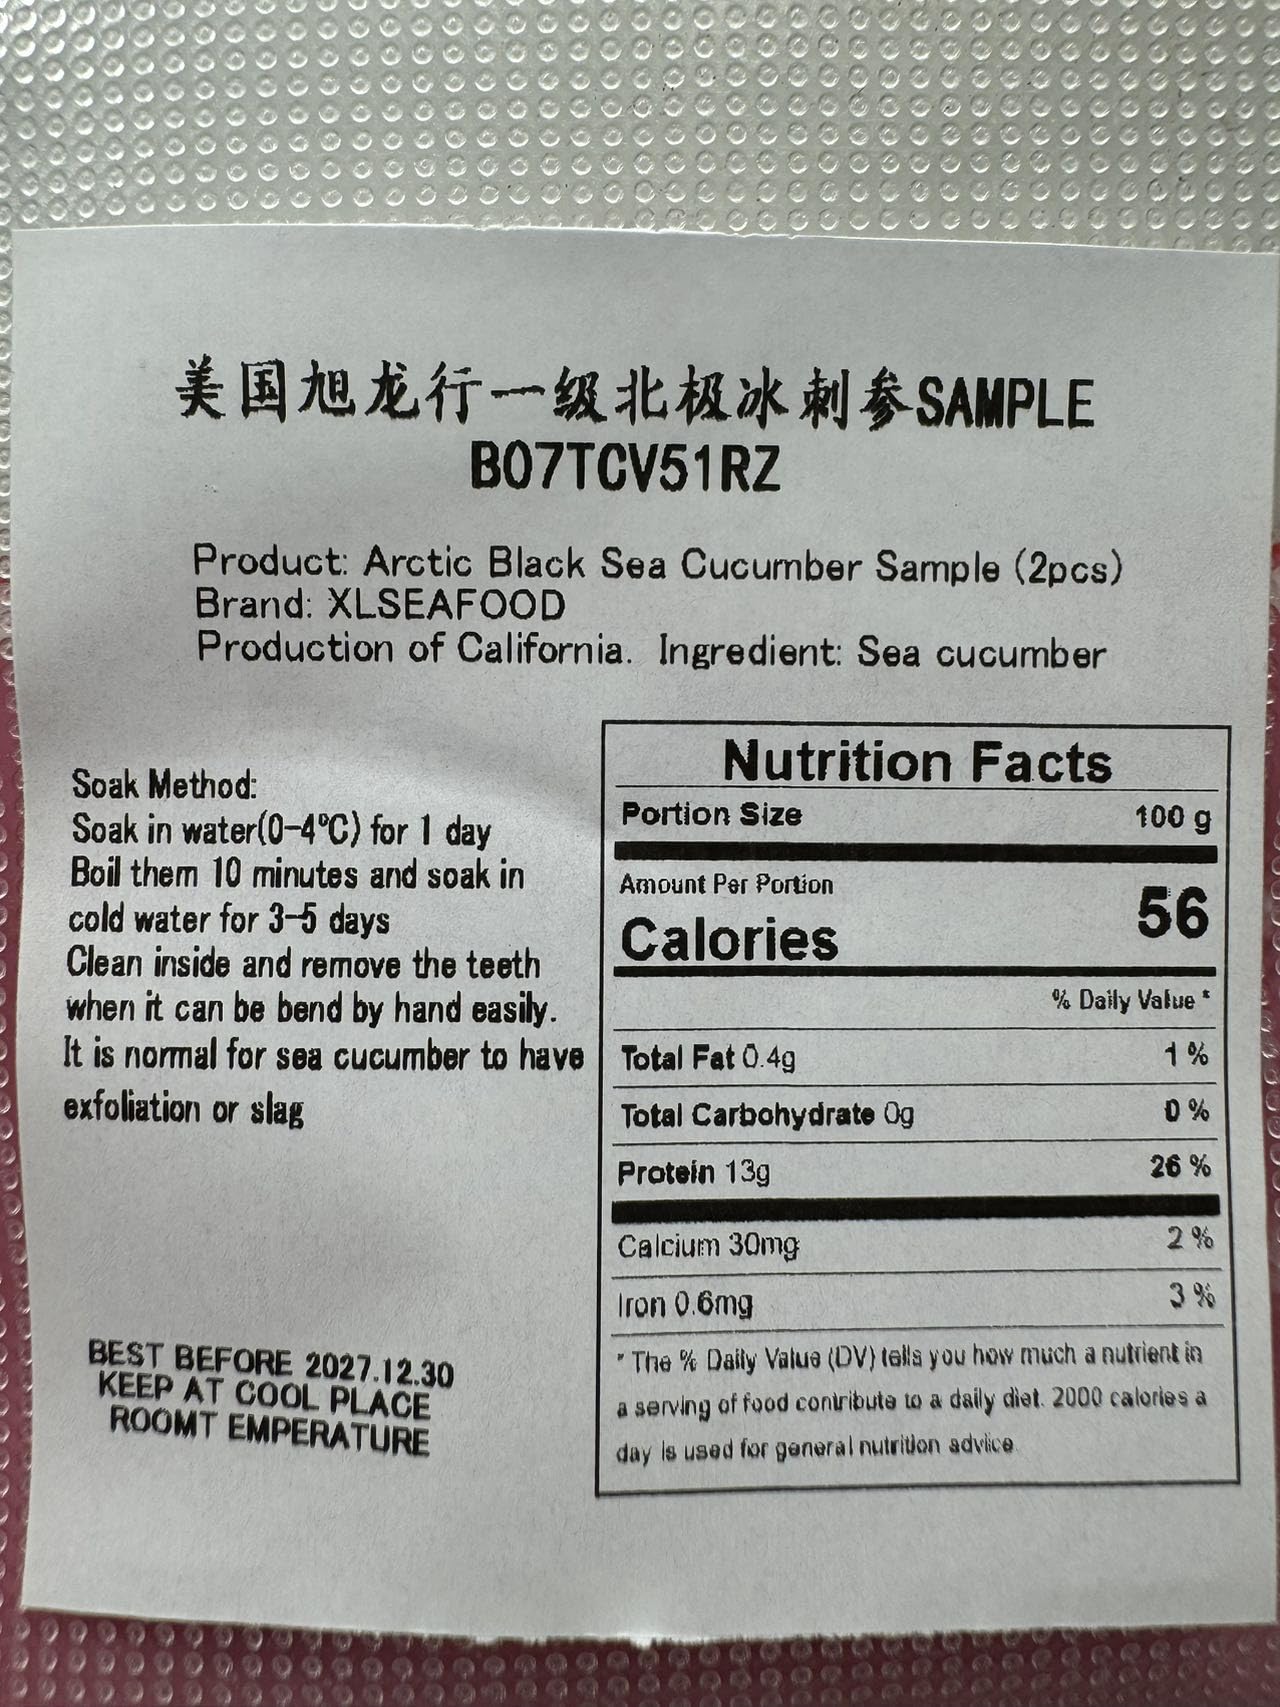 美国旭龙行一级北极冰刺参SAMPLE
B07TCV51RZ
Product: Arctic Black Sea Cucumber Sample (2pcs)
Brand: XLSEAFOOD
Production of California. Ingredient: Sea cucumber
Soak Method:
Soak in water(0-4℃) for 1 day
Boil them 10 minutes and soak in
cold water for 3-5 days
Clean inside and remove the teeth
when it can be bend by hand easily.
It is normal for sea cucumber to have
exfoliation or slag
BEST BEFORE 2027.12.30
KEEP AT COOL PLACE
ROOMT EMPERATURE
Nutrition Facts
Portion Size 100 g
Amount Per Portion
Calories 56
% Daily Value *
Total Fat 0.4g 1 %
Total Carbohydrate 0g 0 %
Protein 13g 26 %
Calcium 30mg 2 %
Iron 0.6mg 3 %
* The % Daily Value (DV) tells you how much a nutrient in
a serving of food contribute to a daily diet. 2000 calories a
day is used for general nutrition advice.